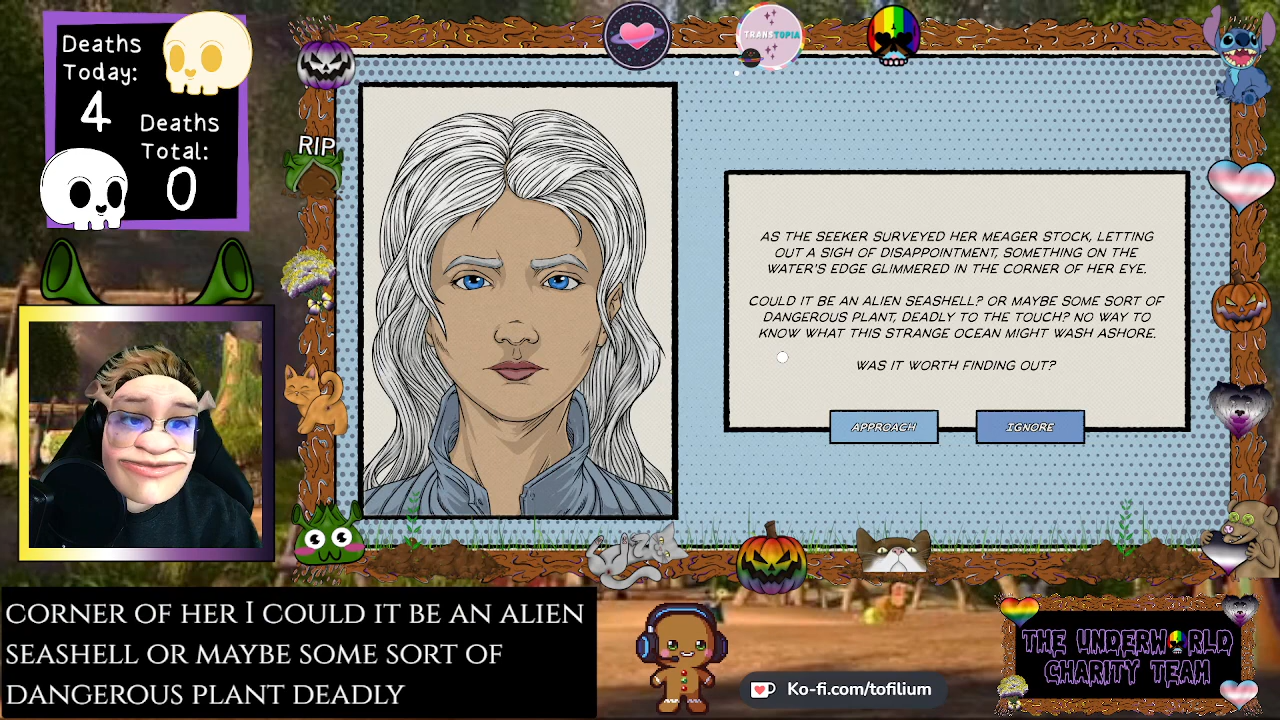 Deaths
Today:
4
Deaths
Total:
0
RIP
TRANSTOPIA
AS THE SEEKER SURVEYED HER MEAGER STOCK, LETTING
OUT A SIGH OF DISAPPOINTMENT, SOMETHING ON THE
WATER'S EDGE GLIMMERED IN THE CORNER OF HER EYE.
COULD IT BE AN ALIEN SEASHELL? OR MAYBE SOME SORT OF
DANGEROUS PLANT, DEADLY TO THE TOUCH? NO WAY TO
KNOW WHAT THIS STRANGE OCEAN MIGHT WASH ASHORE.
WAS IT WORTH FINDING OUT?
APPROACH
IGNORE
CORNER OF HER I COULD IT BE AN ALIEN
SEASHELL OR MAYBE SOME SORT OF
DANGEROUS PLANT DEADLY
Ko-fi.com/tofilium
THE UNDERWORLD
CHARITY TEAM